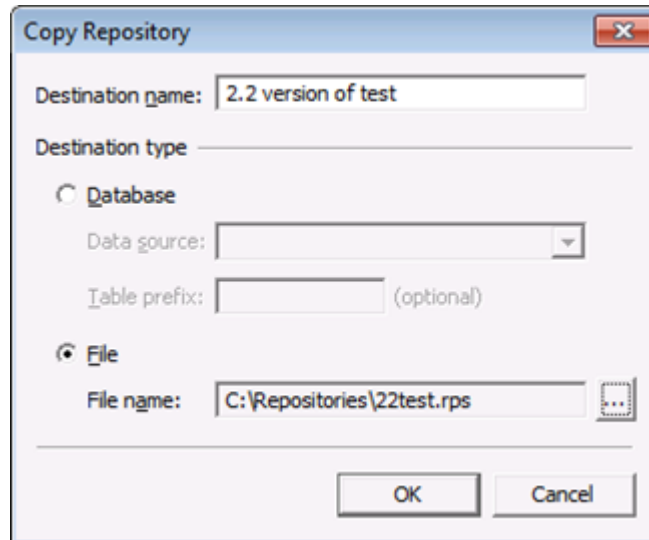 Copy Repository
Destination name: 2.2 version of test
Destination type
Database
Data source:
Table prefix: (optional)
File
File name: C:\Repositories\22test.rps ...
OK Cancel